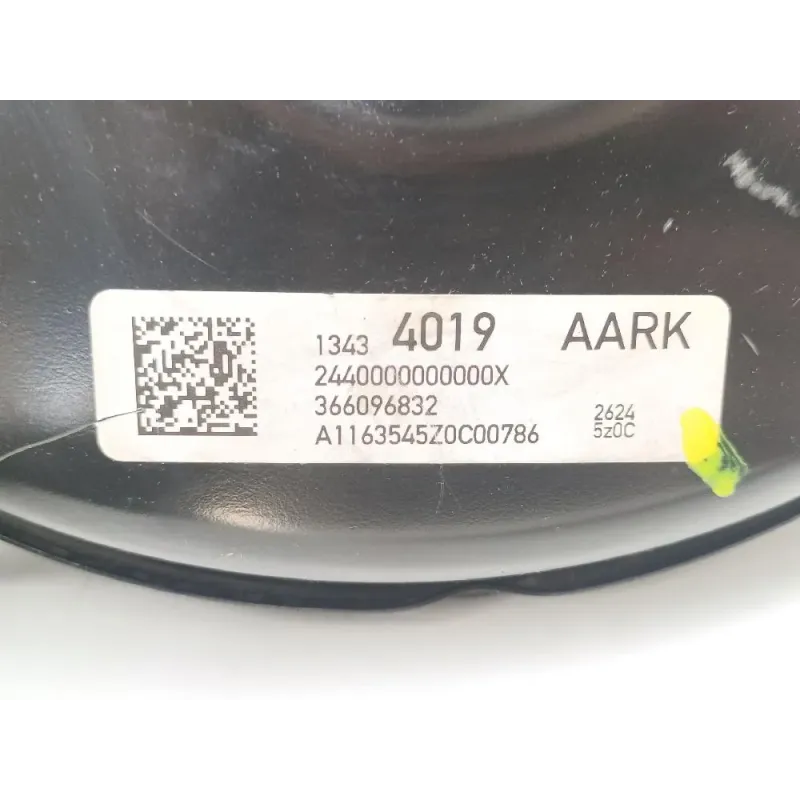 1343 4019 AARK
2440000000000X
366096832
A1163545Z0C00786
2624
5z0C